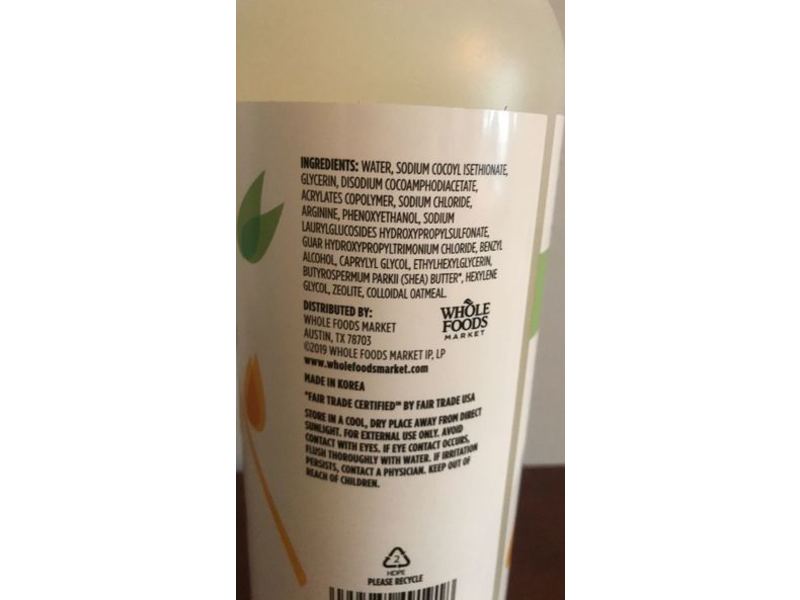 INGREDIENTS: WATER, SODIUM COCOYL ISETHIONATE,
GLYCERIN, DISODIUM COCOAMPHODIACETATE,
ACRYLATES COPOLYMER, SODIUM CHLORIDE,
ARGININE, PHENOXYETHANOL, SODIUM
LAURYLGLUCOSIDES HYDROXYPROPYLSULFONATE,
GUAR HYDROXYPROPYLTRIMONIUM CHLORIDE, BENZYL
ALCOHOL, CAPRYLYL GLYCOL, ETHYLHEXYLGLYCERIN,
BUTYROSPERMUM PARKII (SHEA) BUTTER*, HEXYLENE
GLYCOL, ZEOLITE, COLLOIDAL OATMEAL.
DISTRIBUTED BY:
WHOLE FOODS MARKET
AUSTIN, TX 78703
©2019 WHOLE FOODS MARKET IP, LP
www.wholefoodsmarket.com
WHOLE
FOODS
MARKET
MADE IN KOREA
*FAIR TRADE CERTIFIED™ BY FAIR TRADE USA
STORE IN A COOL, DRY PLACE AWAY FROM DIRECT
SUNLIGHT. FOR EXTERNAL USE ONLY. AVOID
CONTACT WITH EYES. IF EYE CONTACT OCCURS,
FLUSH THOROUGHLY WITH WATER. IF IRRITATION
PERSISTS, CONTACT A PHYSICIAN. KEEP OUT OF
REACH OF CHILDREN.
2
HDPE
PLEASE RECYCLE